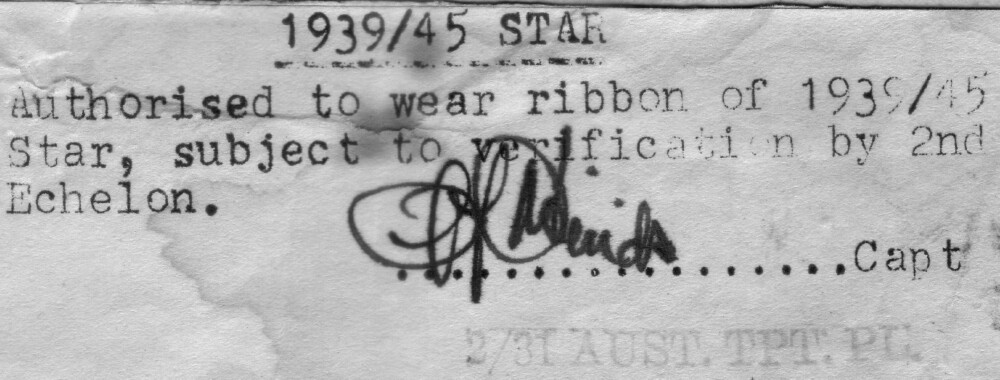 1939/45 STAR
Authorised to wear ribbon of 1939/45
Star, subject to verification by 2nd
Echelon.
..................Capt
2/31 AUST. TPT. PL.